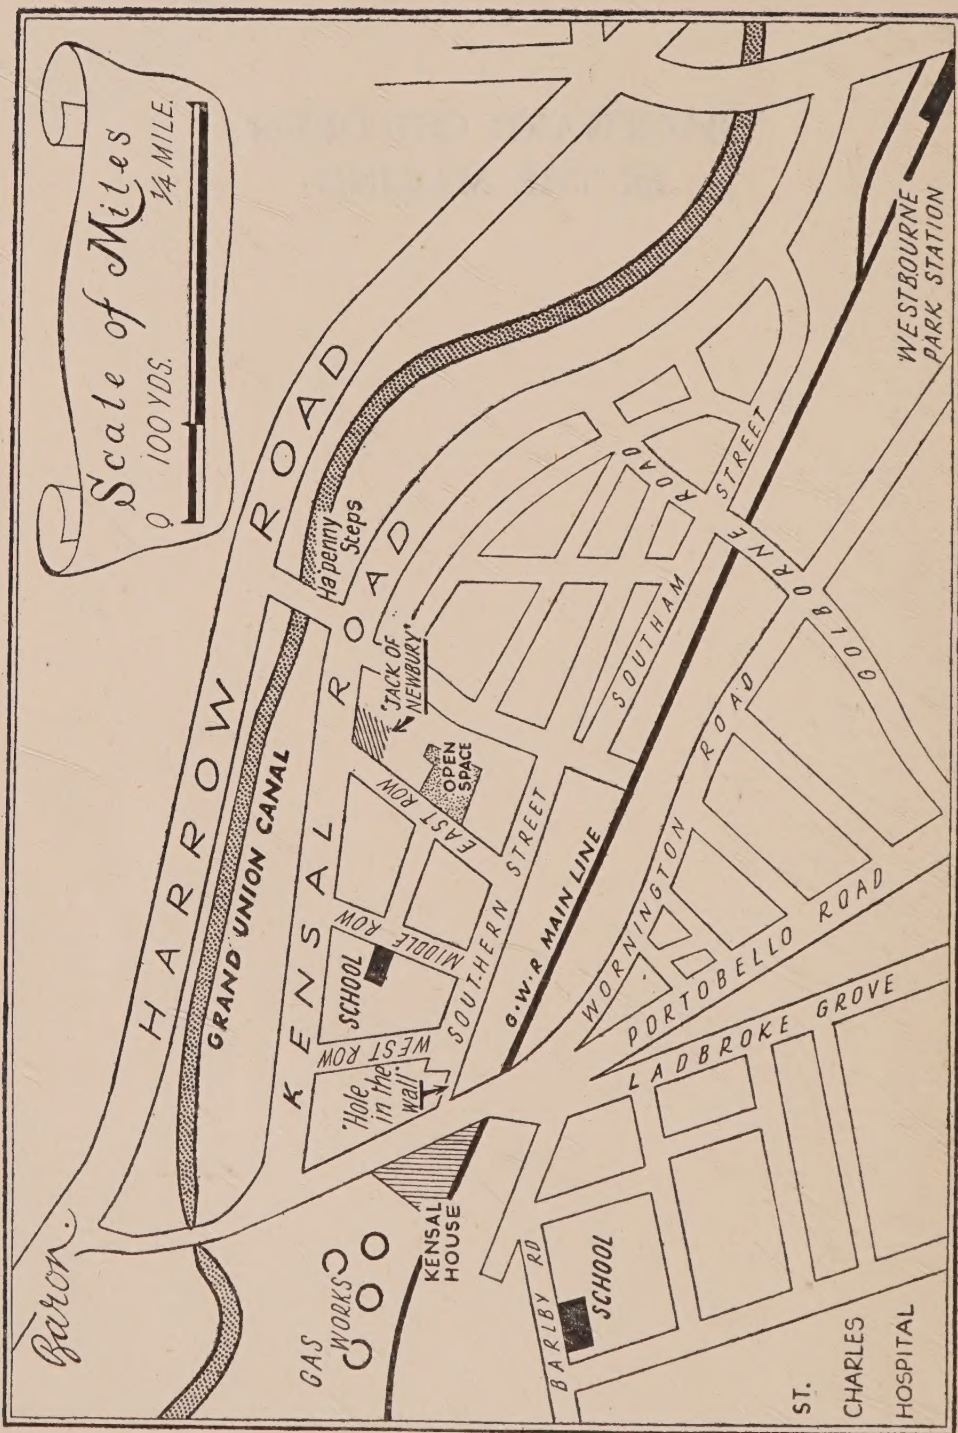 Scale of Miles
0 100 YDS. 1/4 MILE.
Baron.
HARROW ROAD
GRAND UNION CANAL
KENSAL ROAD
Ha'penny
Steps
"JACK OF
NEWBURY"
OPEN
SPACE
EAST ROW
MIDDLE ROW
SCHOOL
WEST ROW
"Hole
in the
wall"
SOUTHERN STREET
SOUTHAM STREET
GOLBORNE ROAD
G.W.R MAIN LINE
WESTBOURNE
PARK STATION
WORNINGTON ROAD
PORTOBELLO ROAD
LADBROKE GROVE
GAS
WORKS
KENSAL
HOUSE
BARLBY RD
SCHOOL
ST.
CHARLES
HOSPITAL